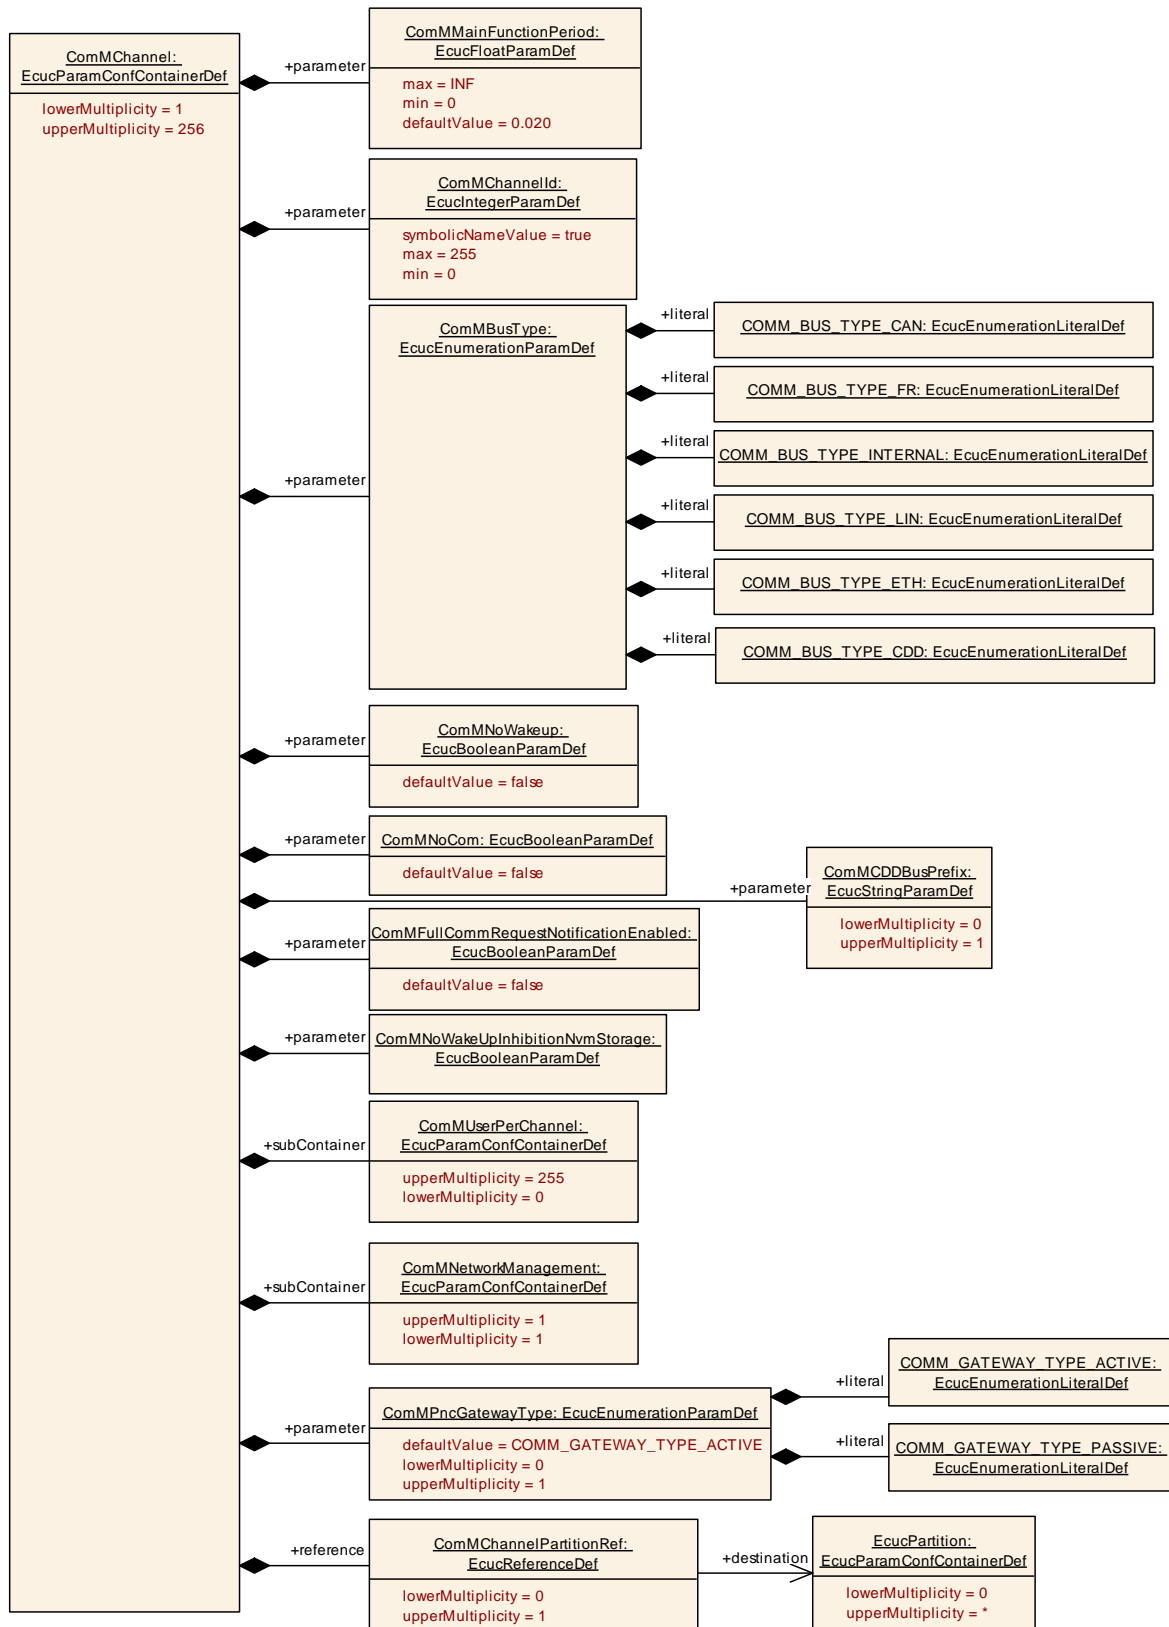 ComMChannel:
EcucParamConfContainerDef
lowerMultiplicity = 1
upperMultiplicity = 256
+parameter
ComMMainFunctionPeriod:
EcucFloatParamDef
max = INF
min = 0
defaultValue = 0.020
+parameter
ComMChannelId:
EcucIntegerParamDef
symbolicNameValue = true
max = 255
min = 0
+parameter
ComMBusType:
EcucEnumerationParamDef
+literal
COMM_BUS_TYPE_CAN: EcucEnumerationLiteralDef
+literal
COMM_BUS_TYPE_FR: EcucEnumerationLiteralDef
+literal
COMM_BUS_TYPE_INTERNAL: EcucEnumerationLiteralDef
+literal
COMM_BUS_TYPE_LIN: EcucEnumerationLiteralDef
+literal
COMM_BUS_TYPE_ETH: EcucEnumerationLiteralDef
+literal
COMM_BUS_TYPE_CDD: EcucEnumerationLiteralDef
+parameter
ComMNoWakeup:
EcucBooleanParamDef
defaultValue = false
+parameter
ComMNoCom: EcucBooleanParamDef
defaultValue = false
+parameter
ComMCDDBusPrefix:
EcucStringParamDef
lowerMultiplicity = 0
upperMultiplicity = 1
+parameter
ComMFullCommRequestNotificationEnabled:
EcucBooleanParamDef
defaultValue = false
+parameter
ComMNoWakeUpInhibitionNvmStorage:
EcucBooleanParamDef
+subContainer
ComMUserPerChannel:
EcucParamConfContainerDef
upperMultiplicity = 255
lowerMultiplicity = 0
+subContainer
ComMNetworkManagement:
EcucParamConfContainerDef
upperMultiplicity = 1
lowerMultiplicity = 1
+parameter
ComMPncGatewayType: EcucEnumerationParamDef
defaultValue = COMM_GATEWAY_TYPE_ACTIVE
lowerMultiplicity = 0
upperMultiplicity = 1
+literal
COMM_GATEWAY_TYPE_ACTIVE:
EcucEnumerationLiteralDef
+literal
COMM_GATEWAY_TYPE_PASSIVE:
EcucEnumerationLiteralDef
+reference
ComMChannelPartitionRef:
EcucReferenceDef
lowerMultiplicity = 0
upperMultiplicity = 1
+destination
EcucPartition:
EcucParamConfContainerDef
lowerMultiplicity = 0
upperMultiplicity = *